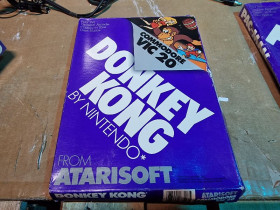 COMMODORE
VIC 20
DONKEY
KONG
BY NINTENDO*
FROM
ATARISOFT
DONKEY KONG
ATARISOFT